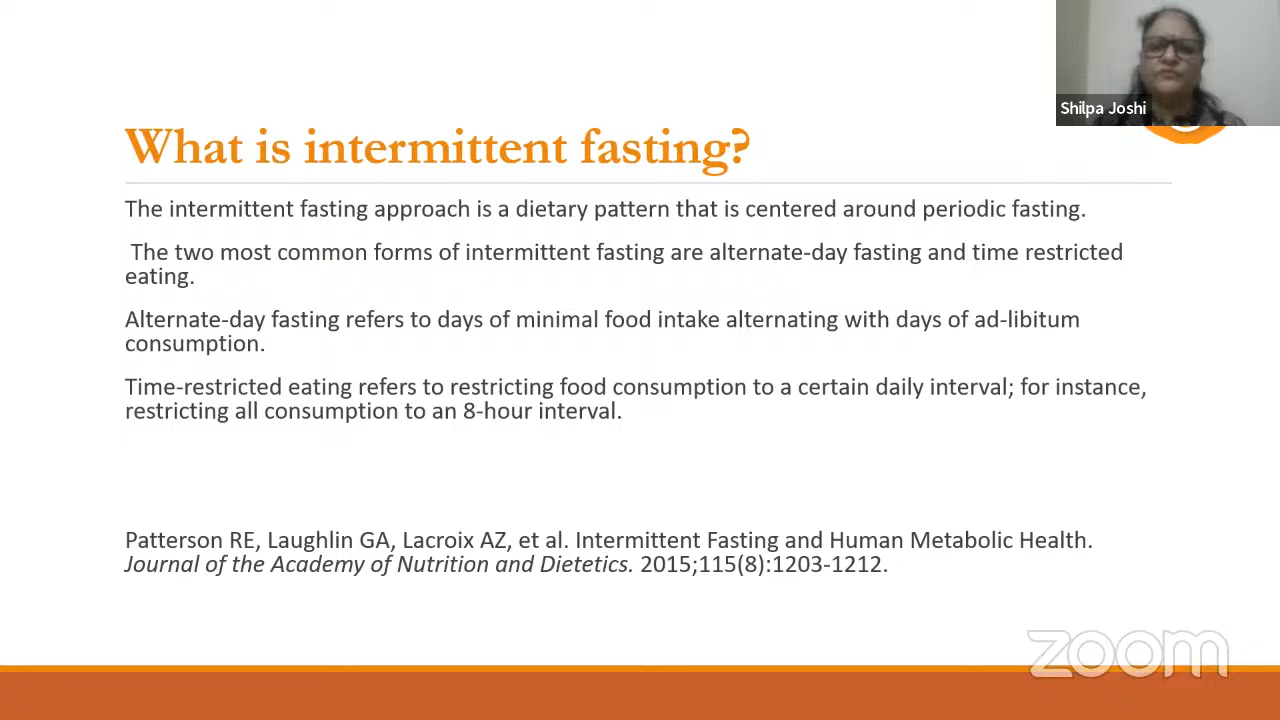 Shilpa Joshi
What is intermittent fasting?
The intermittent fasting approach is a dietary pattern that is centered around periodic fasting.
The two most common forms of intermittent fasting are alternate-day fasting and time restricted
eating.
Alternate-day fasting refers to days of minimal food intake alternating with days of ad-libitum
consumption.
Time-restricted eating refers to restricting food consumption to a certain daily interval; for instance,
restricting all consumption to an 8-hour interval.
Patterson RE, Laughlin GA, Lacroix AZ, et al. Intermittent Fasting and Human Metabolic Health.
Journal of the Academy of Nutrition and Dietetics. 2015;115(8):1203-1212.
zoom